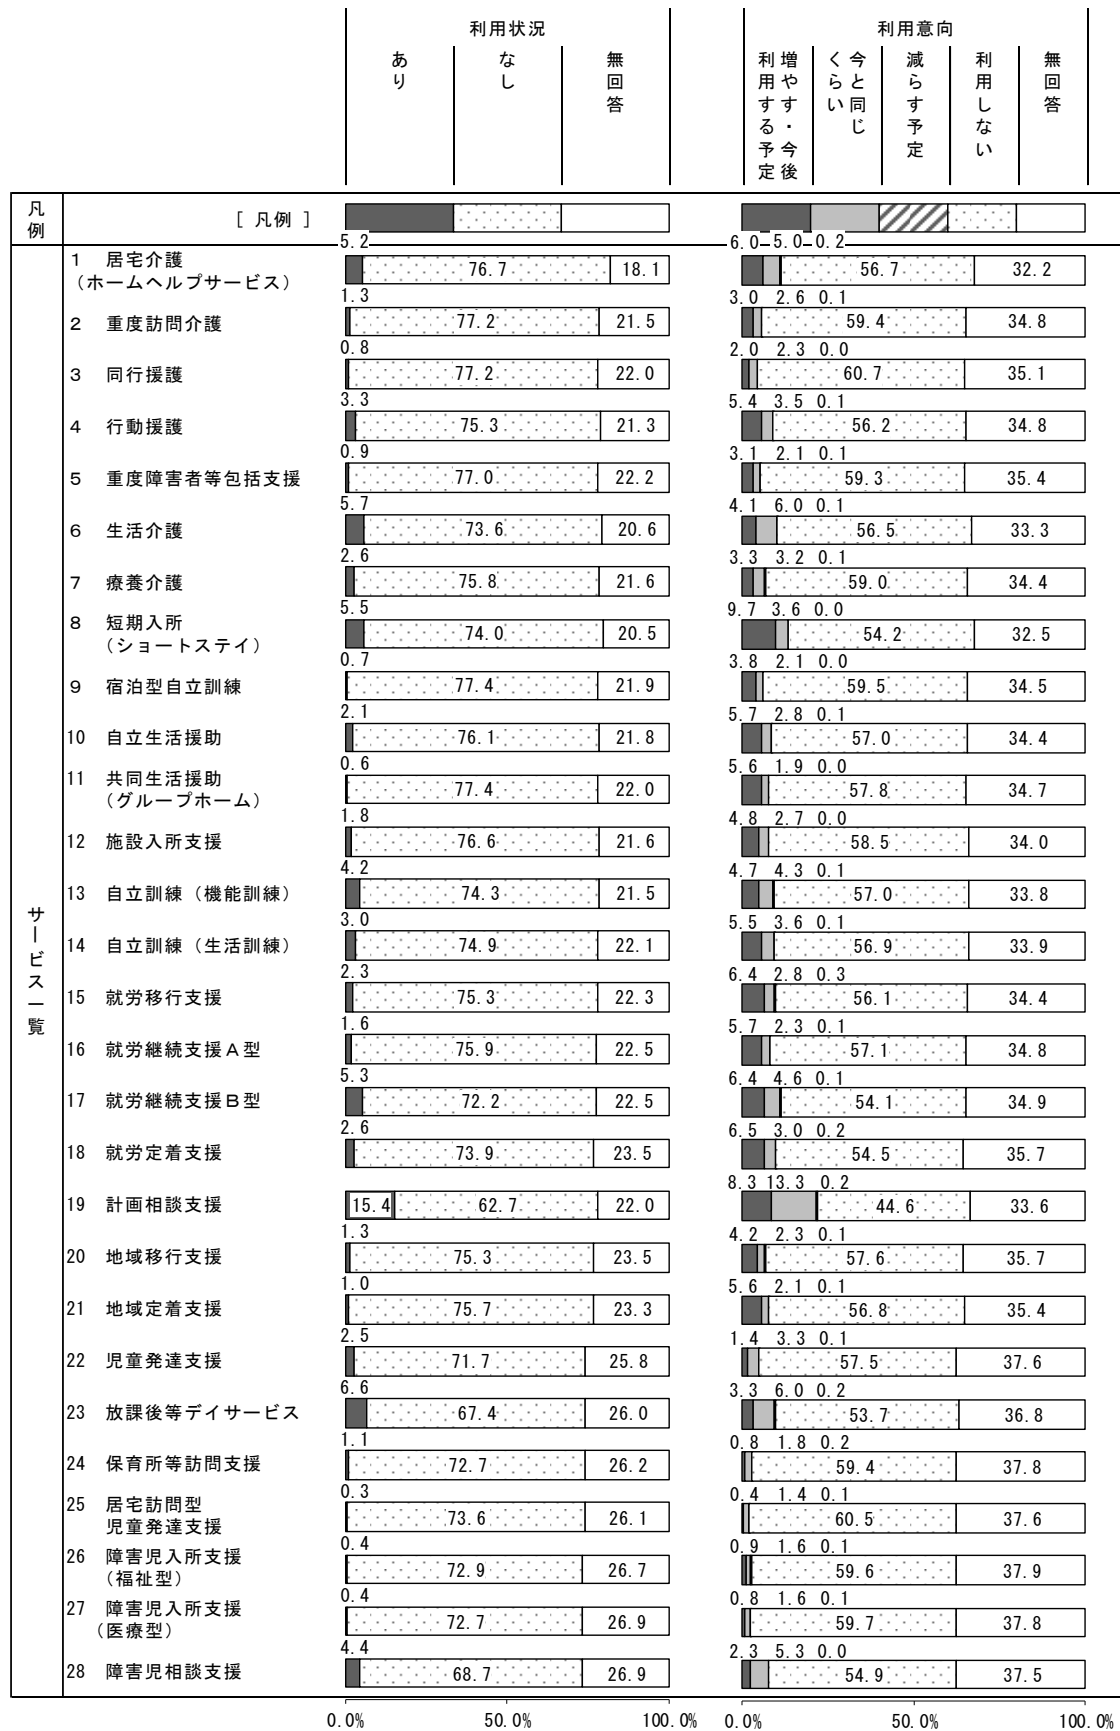 利用状況
利用意向
あり
なし
無回答
増やす・今後
利用する予定
今と同じ
くらい
減らす予定
利用しない
無回答
凡例
[ 凡例 ]
サービス一覧
5.2
6.0 5.0 0.2
1 居宅介護
(ホームヘルプサービス)
76.7 18.1
56.7 32.2
1.3
3.0 2.6 0.1
2 重度訪問介護
77.2 21.5
59.4 34.8
0.8
2.0 2.3 0.0
3 同行援護
77.2 22.0
60.7 35.1
3.3
5.4 3.5 0.1
4 行動援護
75.3 21.3
56.2 34.8
0.9
3.1 2.1 0.1
5 重度障害者等包括支援
77.0 22.2
59.3 35.4
5.7
4.1 6.0 0.1
6 生活介護
73.6 20.6
56.5 33.3
2.6
3.3 3.2 0.1
7 療養介護
75.8 21.6
59.0 34.4
5.5
9.7 3.6 0.0
8 短期入所
(ショートステイ)
74.0 20.5
54.2 32.5
0.7
3.8 2.1 0.0
9 宿泊型自立訓練
77.4 21.9
59.5 34.5
2.1
5.7 2.8 0.1
10 自立生活援助
76.1 21.8
57.0 34.4
0.6
5.6 1.9 0.0
11 共同生活援助
(グループホーム)
77.4 22.0
57.8 34.7
1.8
4.8 2.7 0.0
12 施設入所支援
76.6 21.6
58.5 34.0
4.2
4.7 4.3 0.1
13 自立訓練(機能訓練)
74.3 21.5
57.0 33.8
3.0
5.5 3.6 0.1
14 自立訓練(生活訓練)
74.9 22.1
56.9 33.9
2.3
6.4 2.8 0.3
15 就労移行支援
75.3 22.3
56.1 34.4
1.6
5.7 2.3 0.1
16 就労継続支援A型
75.9 22.5
57.1 34.8
5.3
6.4 4.6 0.1
17 就労継続支援B型
72.2 22.5
54.1 34.9
2.6
6.5 3.0 0.2
18 就労定着支援
73.9 23.5
54.5 35.7
8.3 13.3 0.2
19 計画相談支援
15.4 62.7 22.0
44.6 33.6
1.3
4.2 2.3 0.1
20 地域移行支援
75.3 23.5
57.6 35.7
1.0
5.6 2.1 0.1
21 地域定着支援
75.7 23.3
56.8 35.4
2.5
1.4 3.3 0.1
22 児童発達支援
71.7 25.8
57.5 37.6
6.6
3.3 6.0 0.2
23 放課後等デイサービス
67.4 26.0
53.7 36.8
1.1
0.8 1.8 0.2
24 保育所等訪問支援
72.7 26.2
59.4 37.8
0.3
0.4 1.4 0.1
25 居宅訪問型
児童発達支援
73.6 26.1
60.5 37.6
0.4
0.9 1.6 0.1
26 障害児入所支援
(福祉型)
72.9 26.7
59.6 37.9
0.4
0.8 1.6 0.1
27 障害児入所支援
(医療型)
72.7 26.9
59.7 37.8
4.4
2.3 5.3 0.0
28 障害児相談支援
68.7 26.9
54.9 37.5
0.0% 50.0% 100.0%
0.0% 50.0% 100.0%